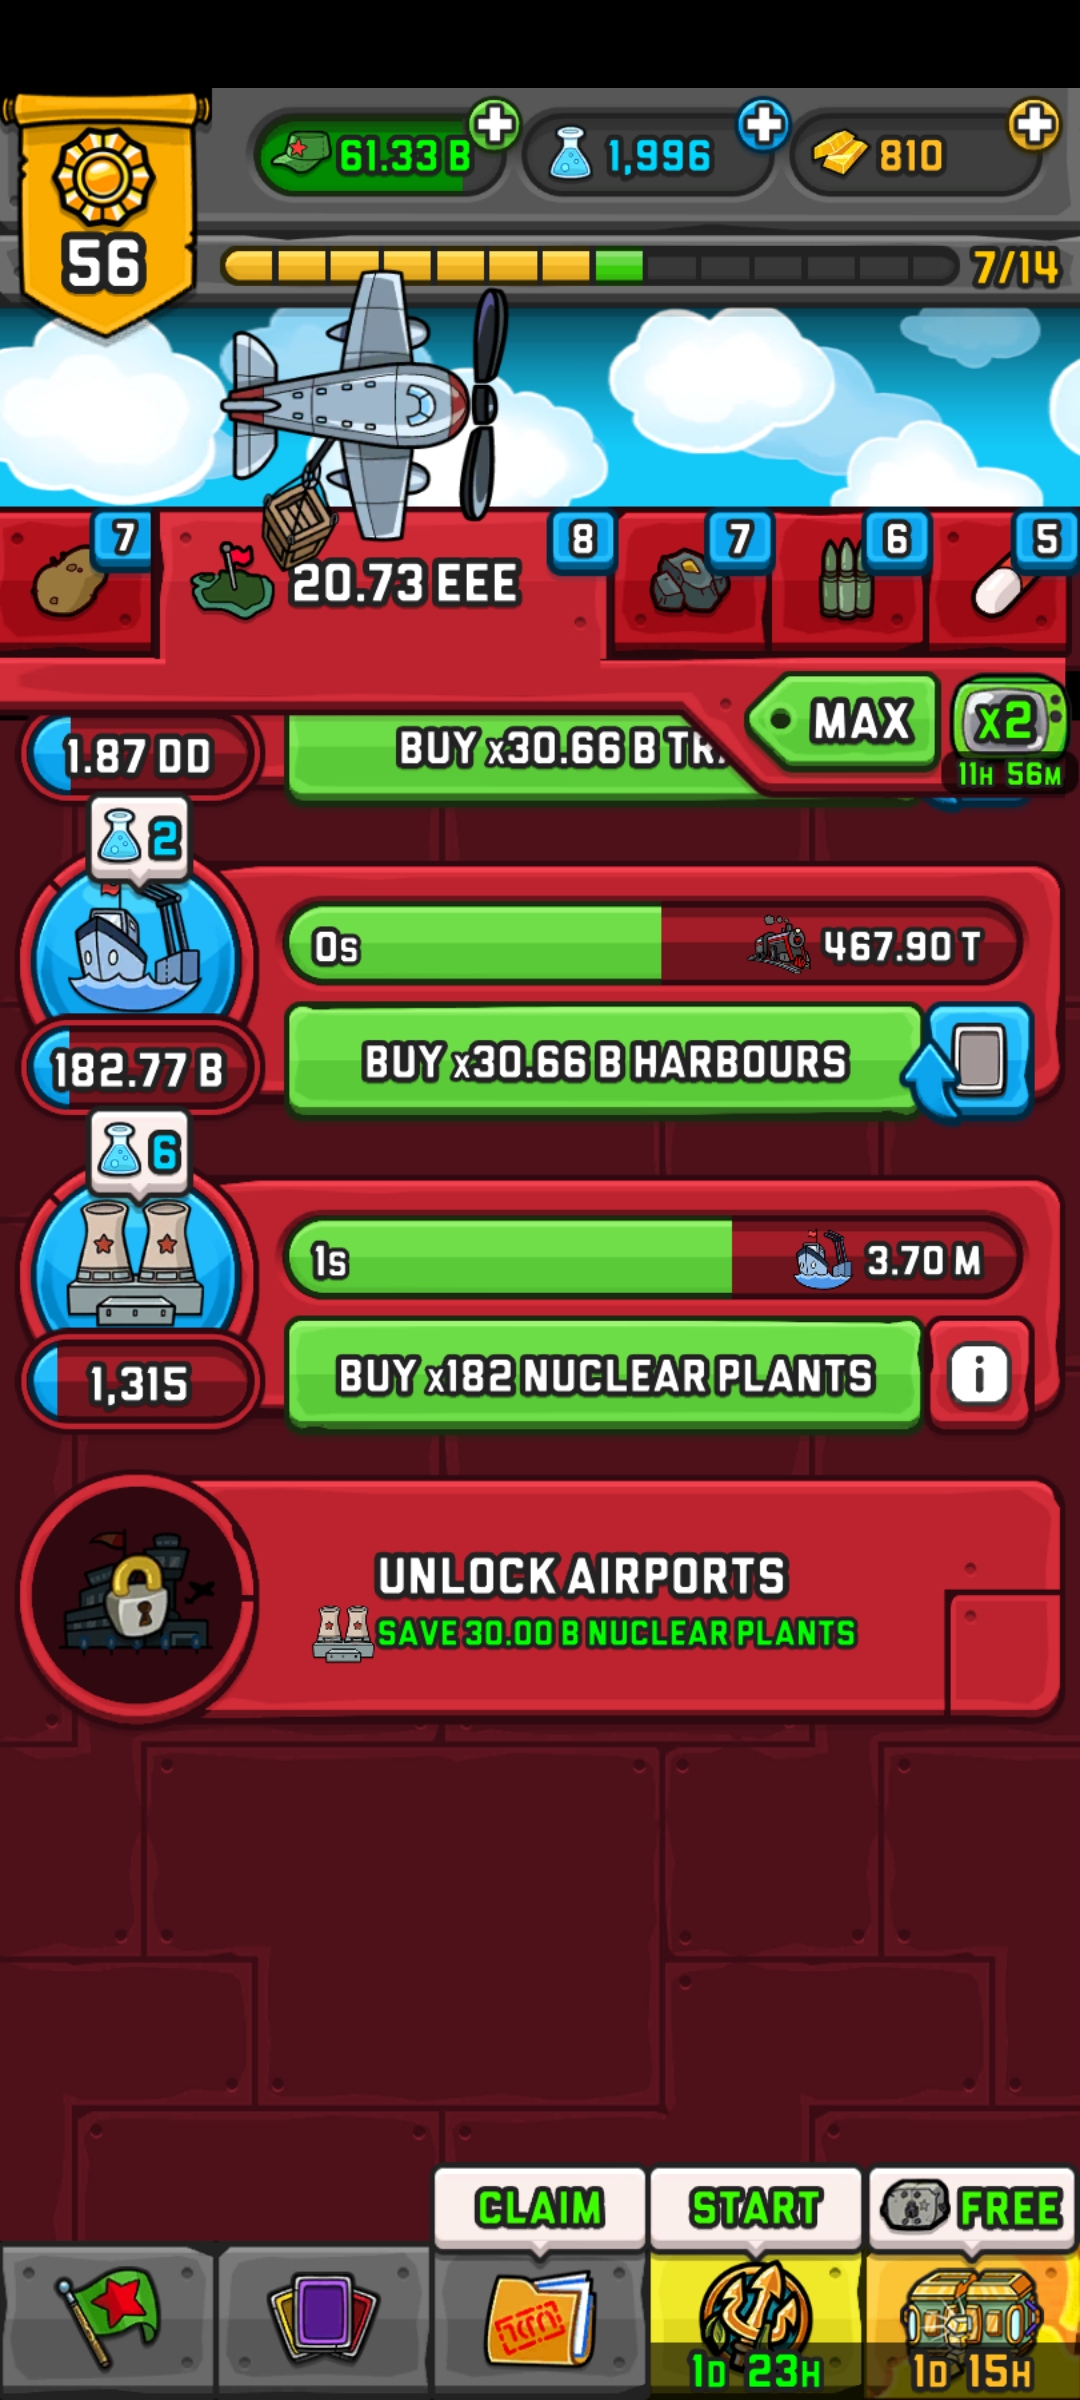 61.33 B
1,996
810
56
7/14
7
20.73 EEE
8
7
6
5
MAX
x2
11H 56M
1.87 DD
BUY x30.66 B
2
0s
467.90 T
182.77 B
BUY x30.66 B HARBOURS
6
1s
3.70 M
1,315
BUY x182 NUCLEAR PLANTS
i
UNLOCK AIRPORTS
SAVE 30.00 B NUCLEAR PLANTS
CLAIM
START
FREE
1D 23H
1D 15H